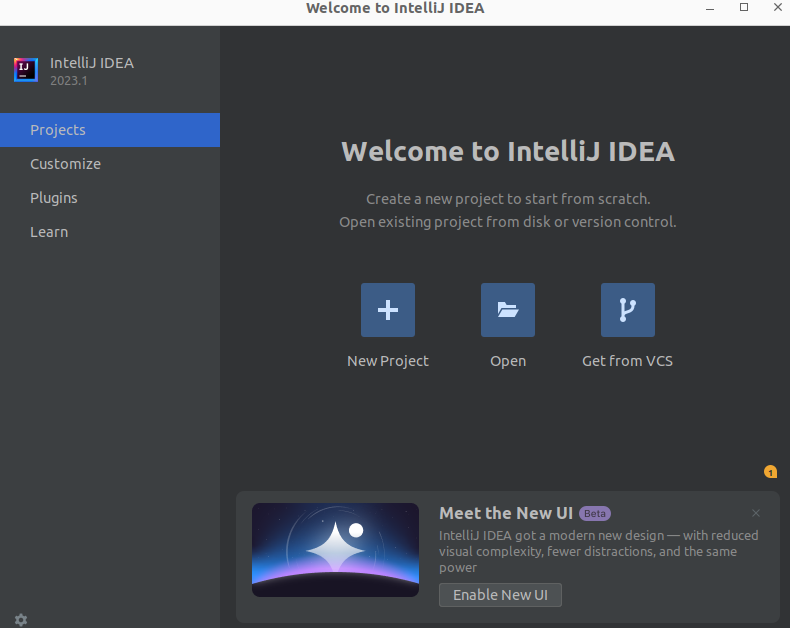 Welcome to IntelliJ IDEA
IJ
IntelliJ IDEA
2023.1
Projects
Customize
Plugins
Learn
Welcome to IntelliJ IDEA
Create a new project to start from scratch.
Open existing project from disk or version control.
New Project
Open
Get from VCS
1
Meet the New UI Beta
IntelliJ IDEA got a modern new design — with reduced
visual complexity, fewer distractions, and the same
power
Enable New UI